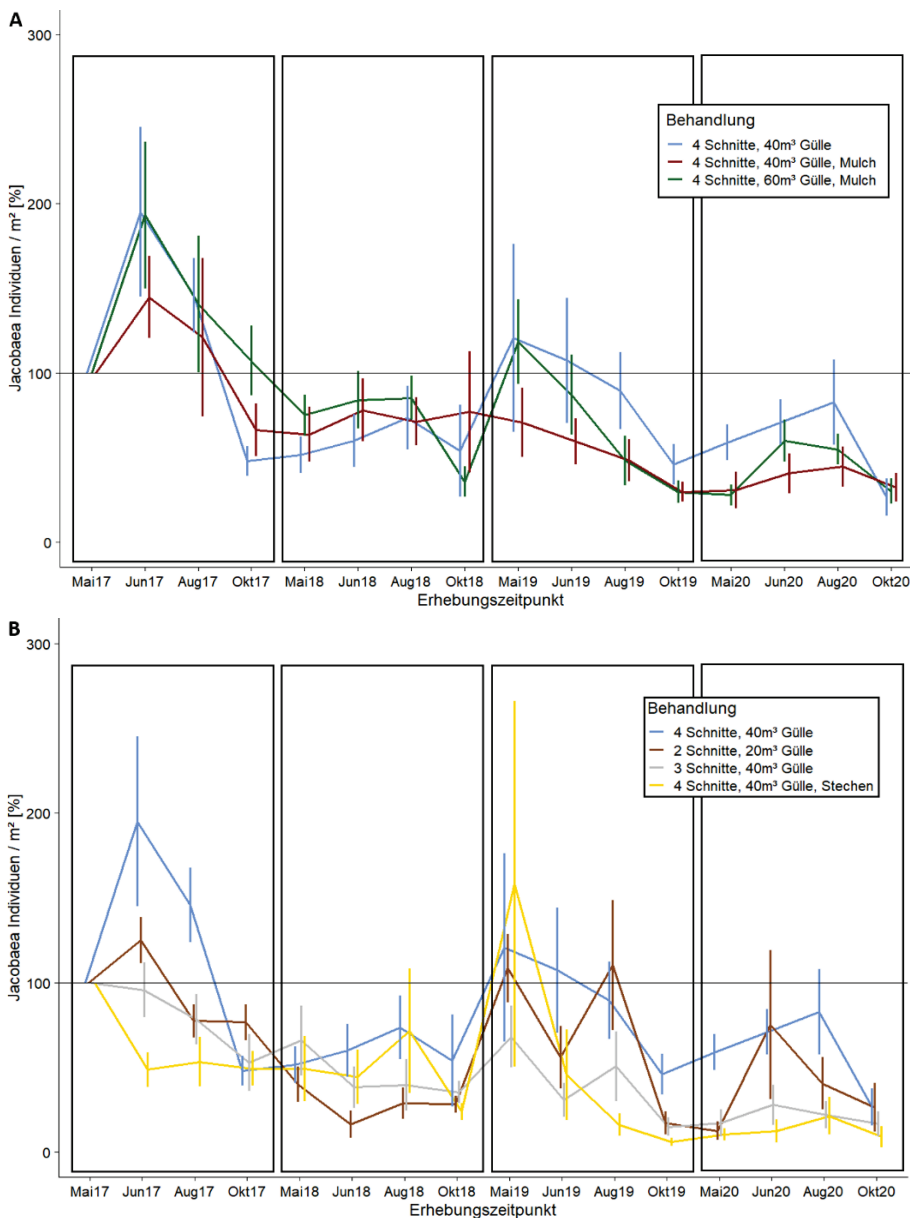 A
300
200
100
0
Jacobaea Individuen / m² [%]
Behandlung
4 Schnitte, 40m³ Gülle
4 Schnitte, 40m³ Gülle, Mulch
4 Schnitte, 60m³ Gülle, Mulch
Mai17 Jun17 Aug17 Okt17 Mai18 Jun18 Aug18 Okt18 Mai19 Jun19 Aug19 Okt19 Mai20 Jun20 Aug20 Okt20
Erhebungszeitpunkt
B
300
200
100
0
Jacobaea Individuen / m² [%]
Behandlung
4 Schnitte, 40m³ Gülle
2 Schnitte, 20m³ Gülle
3 Schnitte, 40m³ Gülle
4 Schnitte, 40m³ Gülle, Stechen
Mai17 Jun17 Aug17 Okt17 Mai18 Jun18 Aug18 Okt18 Mai19 Jun19 Aug19 Okt19 Mai20 Jun20 Aug20 Okt20
Erhebungszeitpunkt